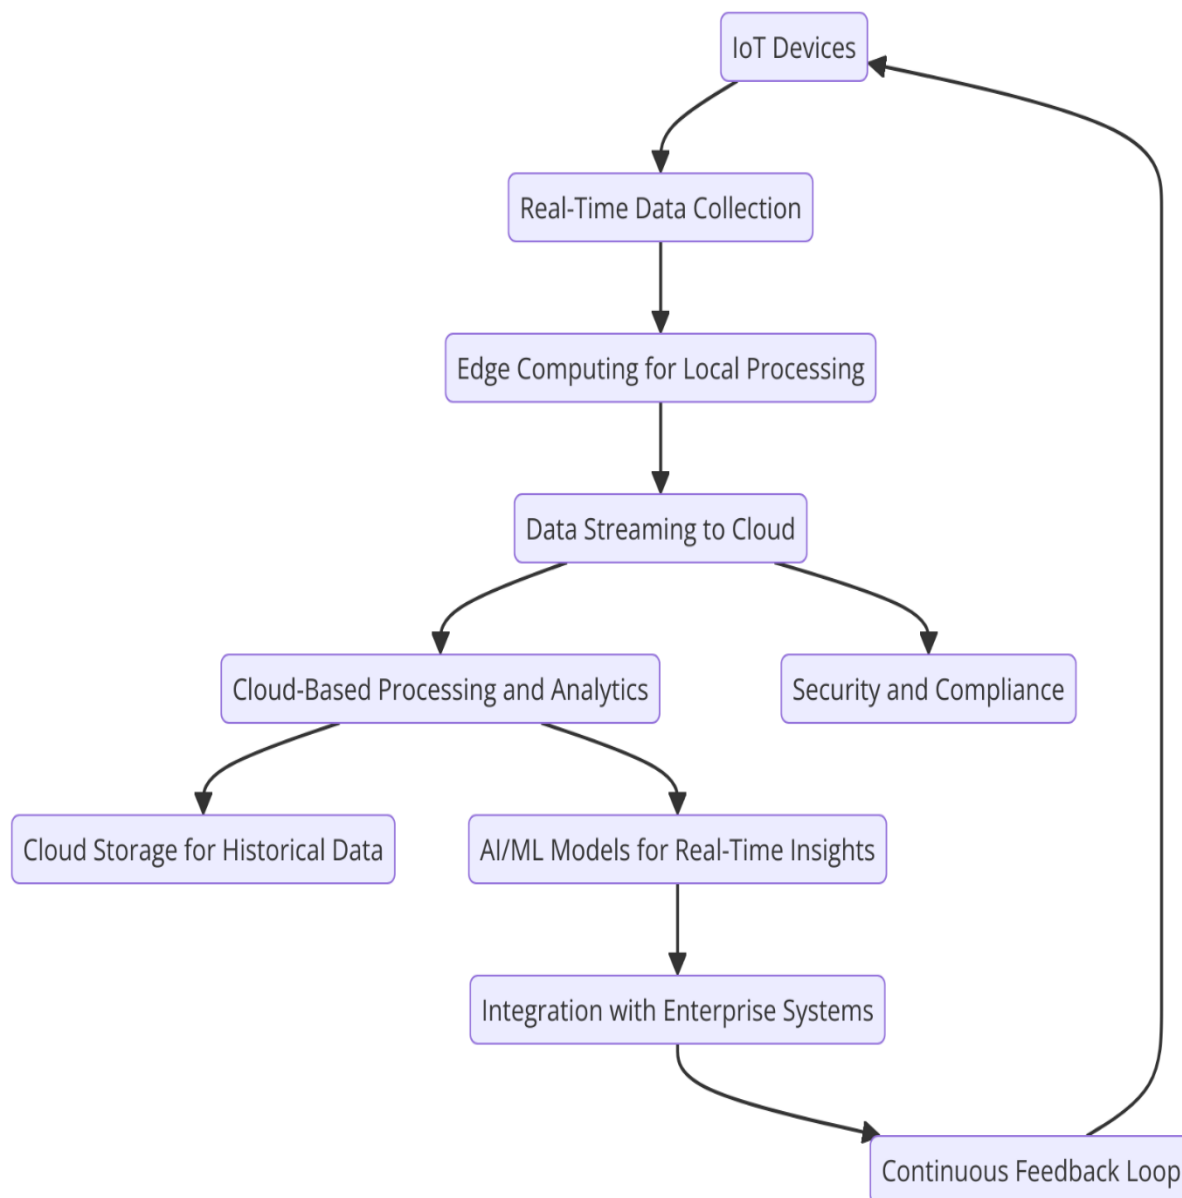 IoT Devices
Real-Time Data Collection
Edge Computing for Local Processing
Data Streaming to Cloud
Cloud-Based Processing and Analytics
Security and Compliance
Cloud Storage for Historical Data
AI/ML Models for Real-Time Insights
Integration with Enterprise Systems
Continuous Feedback Loop